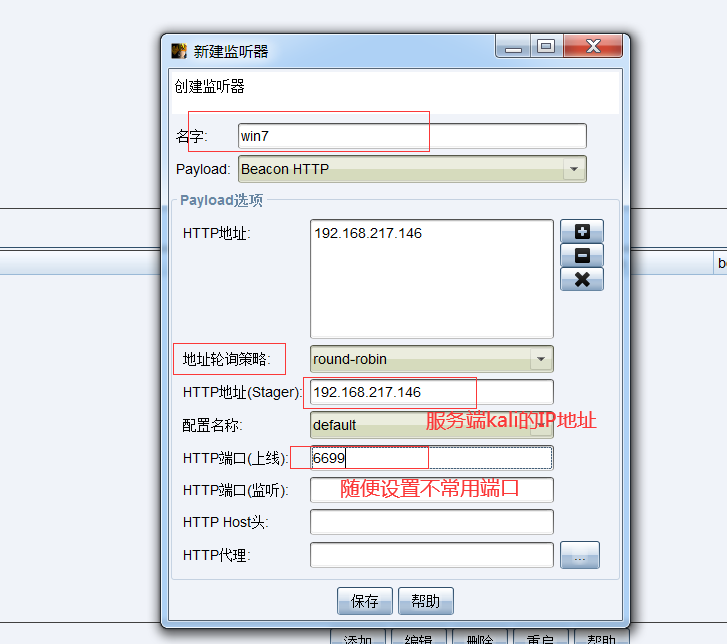 新建监听器
创建监听器
名字: win7
Payload: Beacon HTTP
Payload选项
HTTP地址: 192.168.217.146
地址轮询策略: round-robin
HTTP地址(Stager): 192.168.217.146
服务端kali的IP地址
配置名称: default
HTTP端口(上线): 6699
HTTP端口(监听): 随便设置不常用端口
HTTP Host头:
HTTP代理: ...
保存 帮助
添加 编辑 删除 重启 帮助